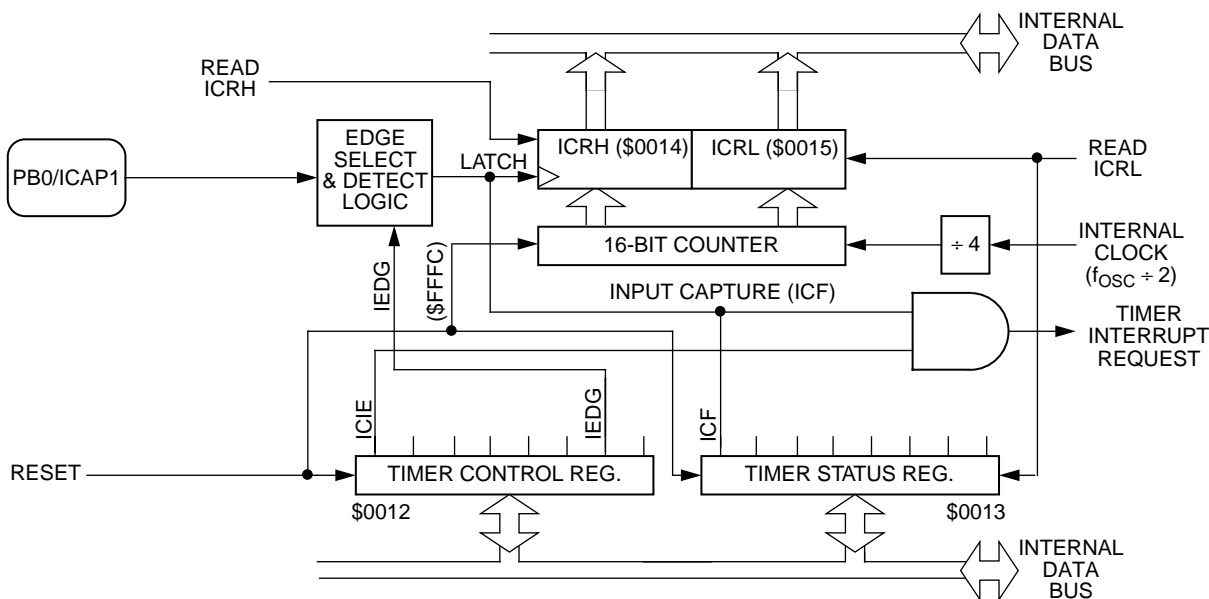 INTERNAL
DATA
BUS
READ
ICRH
EDGE
SELECT
& DETECT
LOGIC
PB0/ICAP1
LATCH
ICRH ($0014)
ICRL ($0015)
READ
ICRL
16-BIT COUNTER
÷ 4
INTERNAL
CLOCK
(fOSC ÷ 2)
IEDG
($FFFC)
INPUT CAPTURE (ICF)
TIMER
INTERRUPT
REQUEST
ICIE
IEDG
ICF
RESET
TIMER CONTROL REG.
TIMER STATUS REG.
$0012
$0013
INTERNAL
DATA
BUS